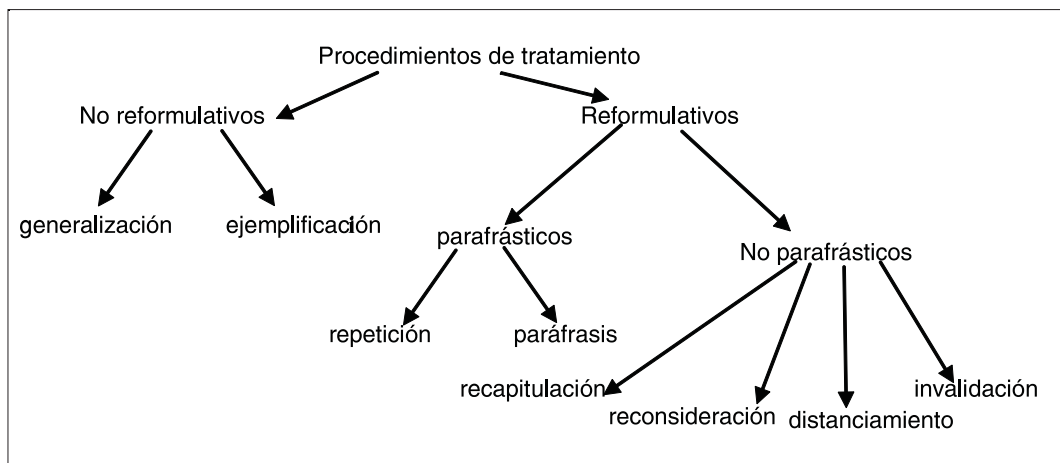 Procedimientos de tratamiento
No reformulativos
Reformulativos
generalización
ejemplificación
parafrásticos
No parafrásticos
repetición
paráfrasis
recapitulación
reconsideración
distanciamiento
invalidación